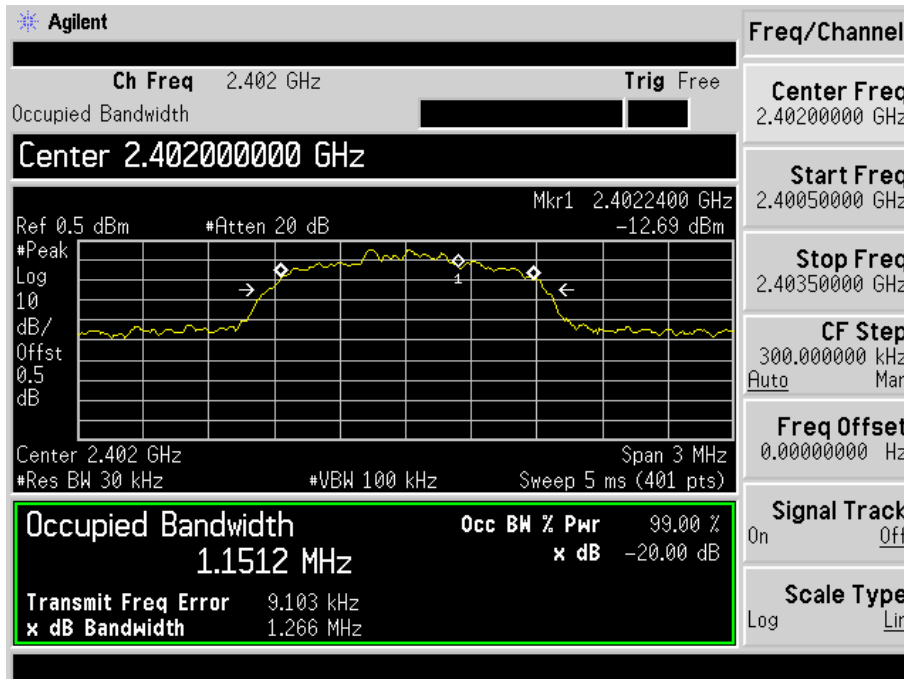 Agilent
Freq/Channel
Ch Freq 2.402 GHz Trig Free
Occupied Bandwidth
Center 2.402000000 GHz
Mkr1 2.4022400 GHz
Ref 0.5 dBm #Atten 20 dB -12.69 dBm
#Peak
Log
10
dB/
Offst
0.5
dB
1
Center 2.402 GHz Span 3 MHz
#Res BW 30 kHz #VBW 100 kHz Sweep 5 ms (401 pts)
Occupied Bandwidth
1.1512 MHz
Occ BW % Pwr 99.00 %
x dB -20.00 dB
Transmit Freq Error 9.103 kHz
x dB Bandwidth 1.266 MHz
Center Freq
2.40200000 GHz
Start Freq
2.40050000 GHz
Stop Freq
2.40350000 GHz
CF Step
300.000000 kHz
Auto Man
Freq Offset
0.00000000 Hz
Signal Track
On Off
Scale Type
Log Lin